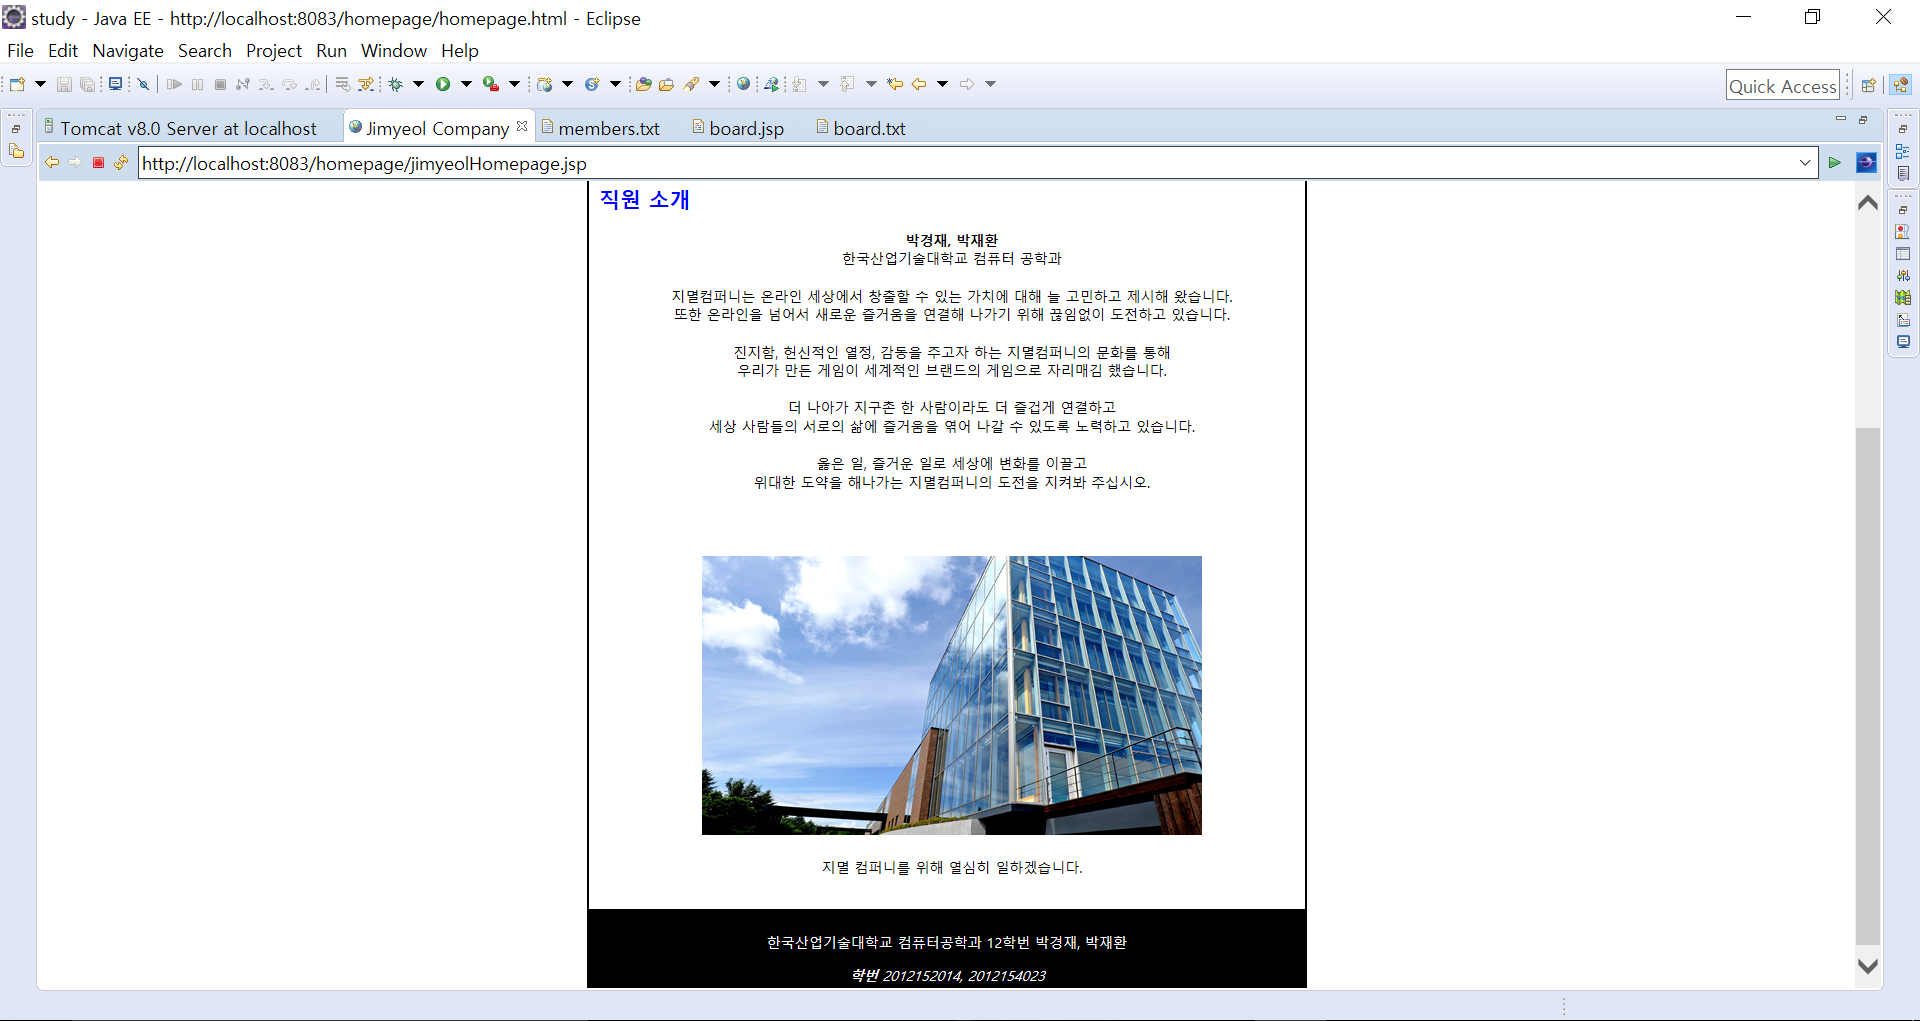 study - Java EE - http://localhost:8083/homepage/homepage.html - Eclipse
File Edit Navigate Search Project Run Window Help
Quick Access
Tomcat v8.0 Server at localhost Jimyeol Company members.txt board.jsp board.txt
http://localhost:8083/homepage/jimyeolHomepage.jsp
직원 소개
박경재, 박재환
한국산업기술대학교 컴퓨터 공학과
지멸컴퍼니는 온라인 세상에서 창출할 수 있는 가치에 대해 늘 고민하고 제시해 왔습니다.
또한 온라인을 넘어서 새로운 즐거움을 연결해 나가기 위해 끊임없이 도전하고 있습니다.
진지함, 헌신적인 열정, 감동을 주고자 하는 지멸컴퍼니의 문화를 통해
우리가 만든 게임이 세계적인 브랜드의 게임으로 자리매김 했습니다.
더 나아가 지구촌 한 사람이라도 더 즐겁게 연결하고
세상 사람들의 서로의 삶에 즐거움을 엮어 나갈 수 있도록 노력하고 있습니다.
옳은 일, 즐거운 일로 세상에 변화를 이끌고
위대한 도약을 해나가는 지멸컴퍼니의 도전을 지켜봐 주십시오.
지멸 컴퍼니를 위해 열심히 일하겠습니다.
한국산업기술대학교 컴퓨터공학과 12학번 박경재, 박재환
학번 2012152014, 2012154023